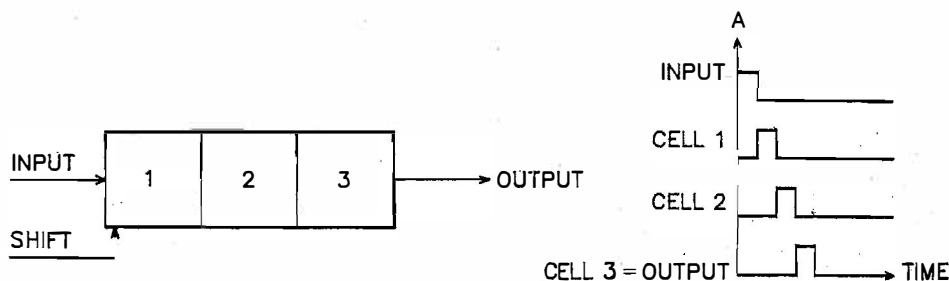 INPUT
1 2 3
OUTPUT
SHIFT
A
INPUT
CELL 1
CELL 2
CELL 3 = OUTPUT
TIME